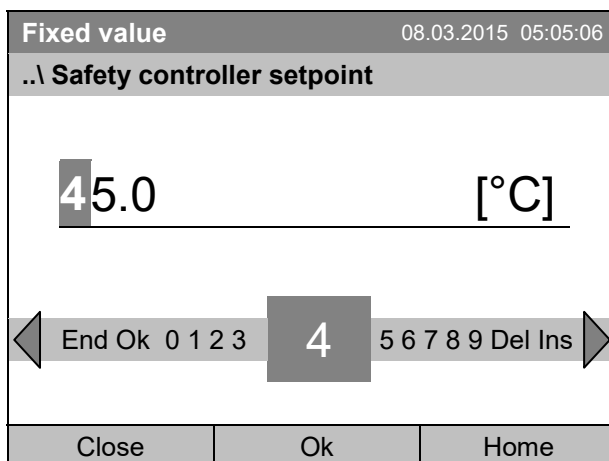 Fixed value 08.03.2015 05:05:06
..\ Safety controller setpoint
45.0 [°C]
End Ok 0 1 2 3 4 5 6 7 8 9 Del Ins
Close Ok Home